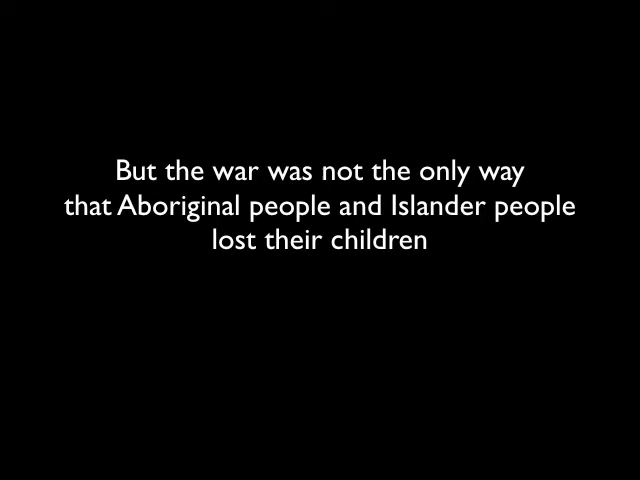 But the war was not the only way
that Aboriginal people and Islander people
lost their children